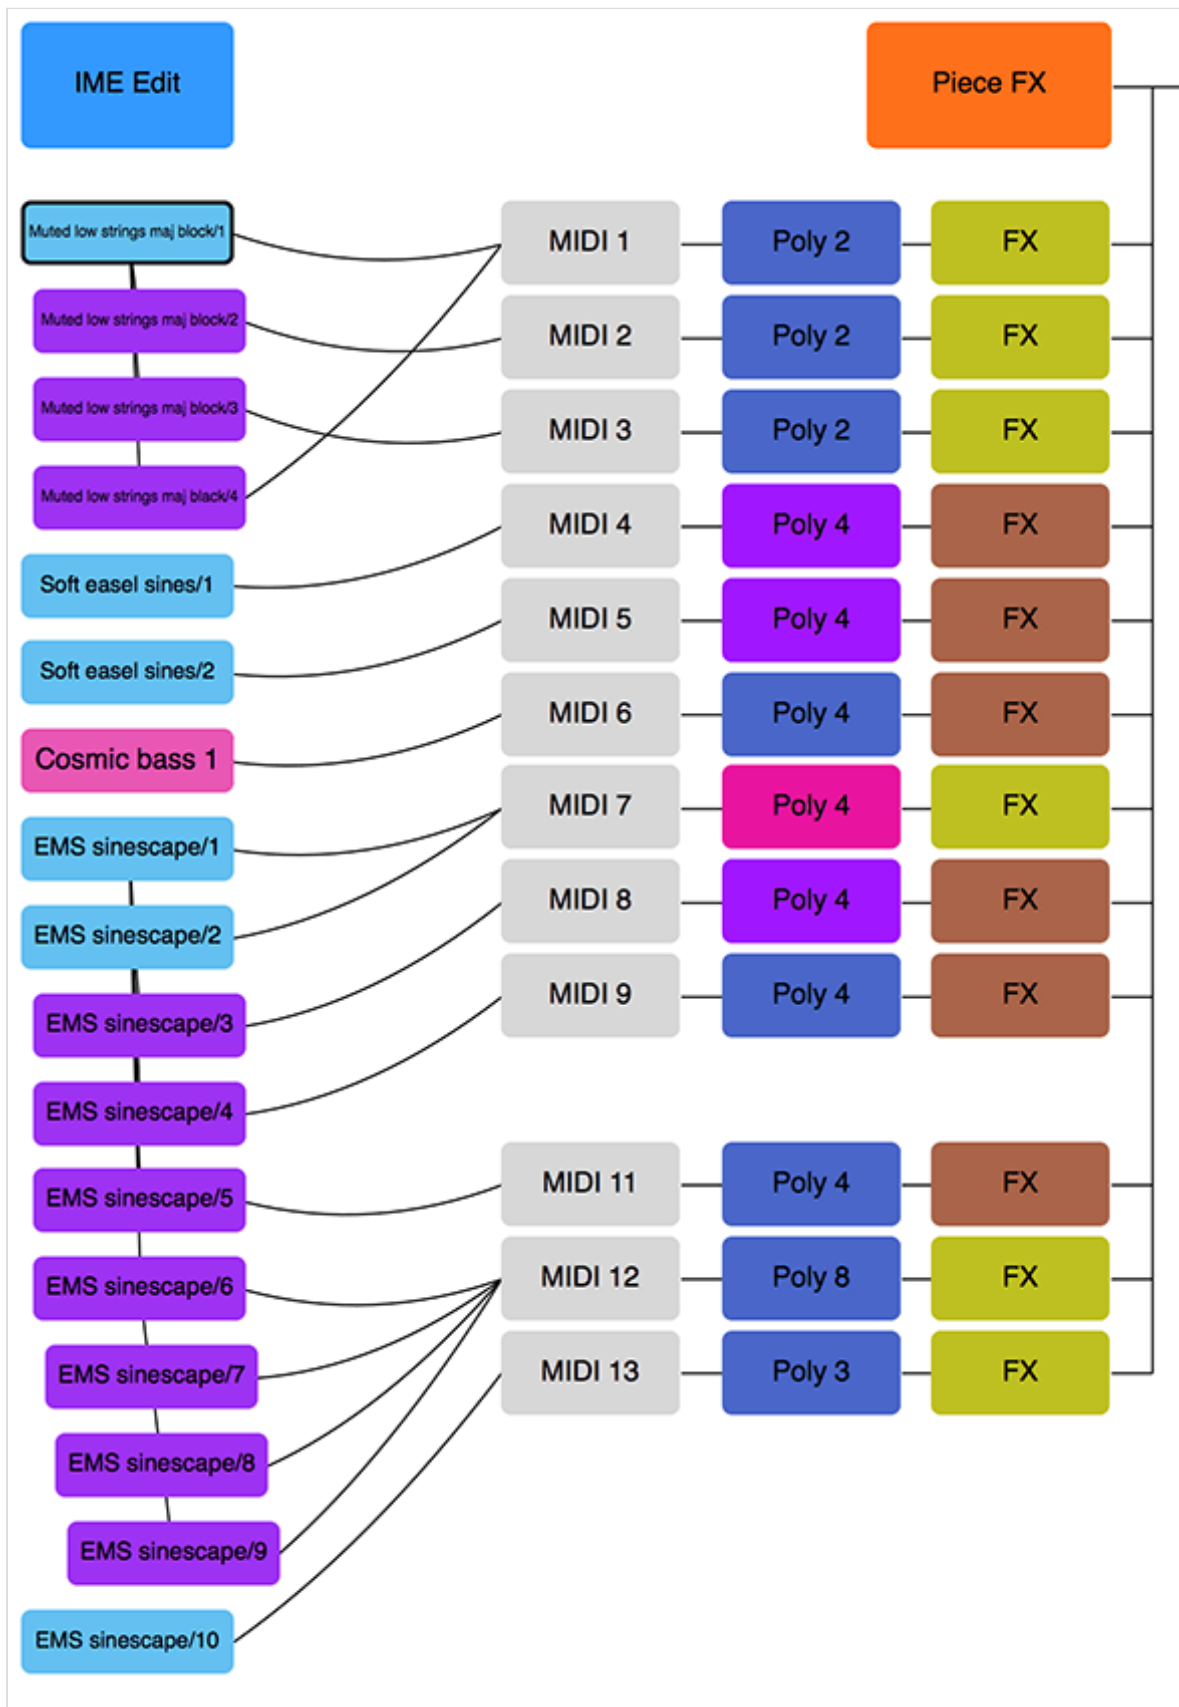 IME Edit
Piece FX
Muted low strings maj block/1
MIDI 1
Poly 2
FX
Muted low strings maj block/2
MIDI 2
Poly 2
FX
Muted low strings maj block/3
MIDI 3
Poly 2
FX
Muted low strings maj black/4
MIDI 4
Poly 4
FX
Soft easel sines/1
MIDI 5
Poly 4
FX
Soft easel sines/2
MIDI 6
Poly 4
FX
Cosmic bass 1
MIDI 7
Poly 4
FX
EMS sinescape/1
MIDI 8
Poly 4
FX
EMS sinescape/2
MIDI 9
Poly 4
FX
EMS sinescape/3
EMS sinescape/4
EMS sinescape/5
MIDI 11
Poly 4
FX
EMS sinescape/6
MIDI 12
Poly 8
FX
EMS sinescape/7
MIDI 13
Poly 3
FX
EMS sinescape/8
EMS sinescape/9
EMS sinescape/10